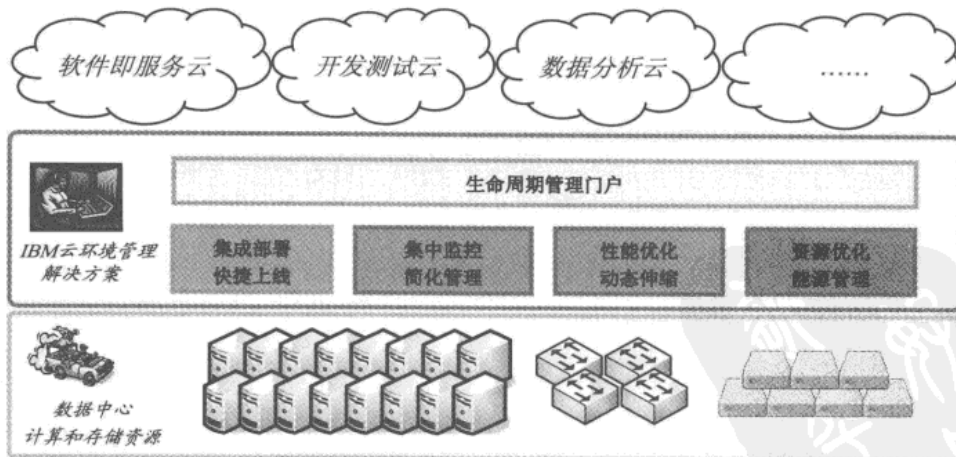 软件即服务云
开发测试云
数据分析云
……
生命周期管理门户
IBM云环境管理
解决方案
集成部署
快捷上线
集中监控
简化管理
性能优化
动态伸缩
资源优化
能源管理
数据中心
计算和存储资源